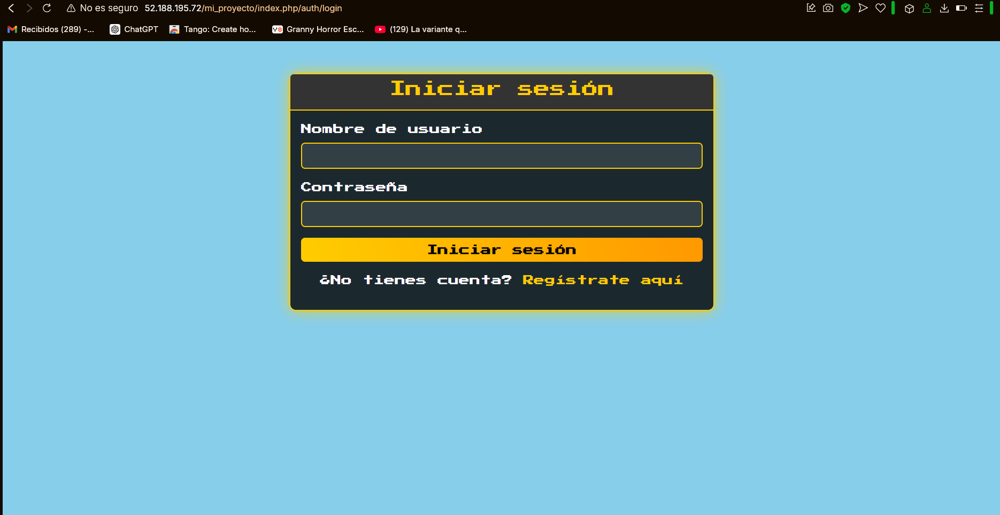 No es seguro 52.188.195.72/mi_proyecto/index.php/auth/login
Recibidos (289) -... ChatGPT Tango: Create ho... Granny Horror Esc... (129) La variante q...
Iniciar sesión
Nombre de usuario
Contraseña
Iniciar sesión
¿No tienes cuenta? Regístrate aquí